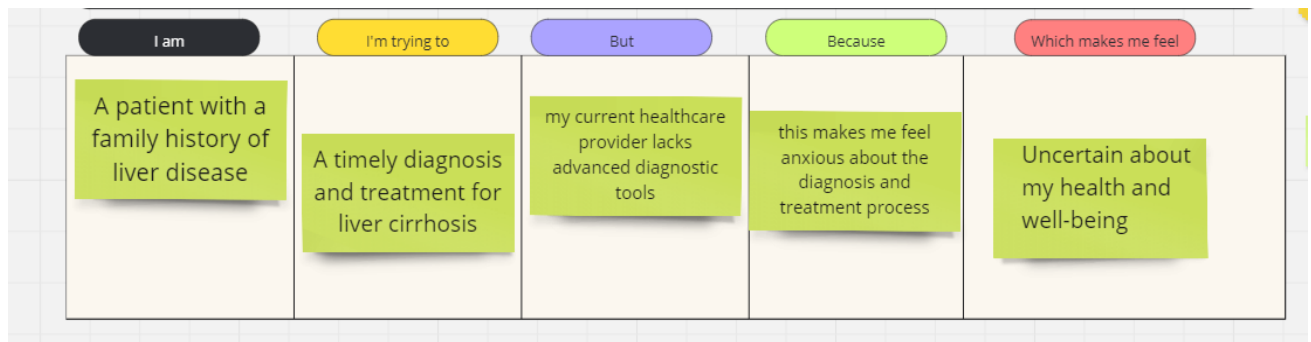 I am
I'm trying to
But
Because
Which makes me feel
A patient with a
family history of
liver disease
A timely diagnosis
and treatment for
liver cirrhosis
my current healthcare
provider lacks
advanced diagnostic
tools
this makes me feel
anxious about the
diagnosis and
treatment process
Uncertain about
my health and
well-being